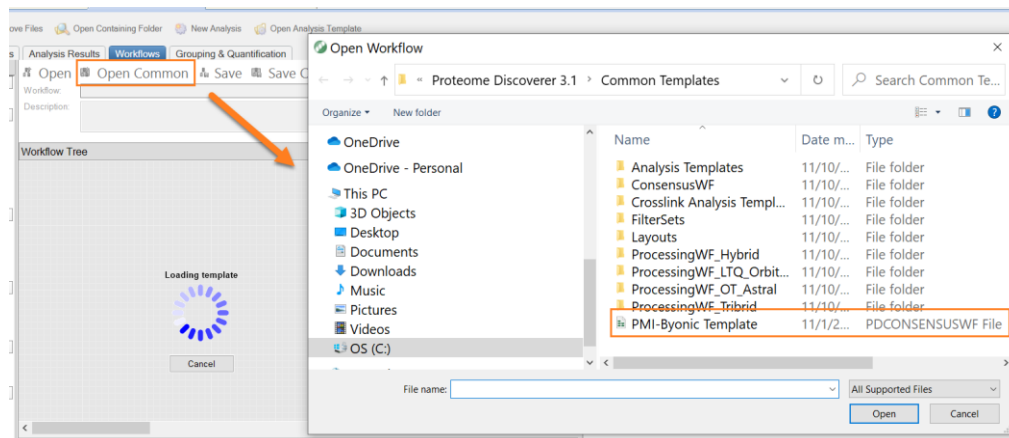 ove Files Open Containing Folder New Analysis Open Analysis Template
s Analysis Results Workflows Grouping & Quantification
Open Open Common Save Save C
Workflow:
Description:
Workflow Tree
Loading template
Cancel
Open Workflow
« Proteome Discoverer 3.1 › Common Templates Search Common Te...
Organize New folder
OneDrive
OneDrive - Personal
This PC
3D Objects
Desktop
Documents
Downloads
Music
Pictures
Videos
OS (C:)
Name Date m... Type
Analysis Templates 11/10/... File folder
ConsensusWF 11/10/... File folder
Crosslink Analysis Templ... 11/10/... File folder
FilterSets 11/10/... File folder
Layouts 11/10/... File folder
ProcessingWF_Hybrid 11/10/... File folder
ProcessingWF_LTQ_Orbit... 11/10/... File folder
ProcessingWF_OT_Astral 11/10/... File folder
ProcessingWF_Tribrid 11/10/... File folder
PMI-Byonic Template 11/1/2... PDCONSENSUSWF File
File name: All Supported Files
Open Cancel